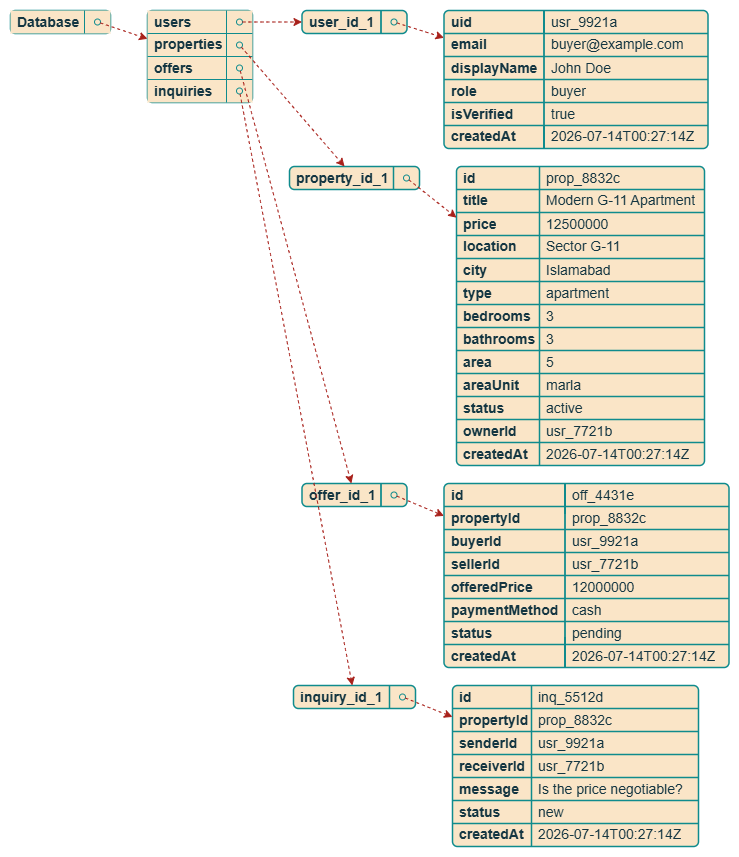 Database
users
properties
offers
inquiries
user_id_1
uid usr_9921a
email buyer@example.com
displayName John Doe
role buyer
isVerified true
createdAt 2026-07-14T00:27:14Z
property_id_1
id prop_8832c
title Modern G-11 Apartment
price 12500000
location Sector G-11
city Islamabad
type apartment
bedrooms 3
bathrooms 3
area 5
areaUnit marla
status active
ownerId usr_7721b
createdAt 2026-07-14T00:27:14Z
offer_id_1
id off_4431e
propertyId prop_8832c
buyerId usr_9921a
sellerId usr_7721b
offeredPrice 12000000
paymentMethod cash
status pending
createdAt 2026-07-14T00:27:14Z
inquiry_id_1
id inq_5512d
propertyId prop_8832c
senderId usr_9921a
receiverId usr_7721b
message Is the price negotiable?
status new
createdAt 2026-07-14T00:27:14Z